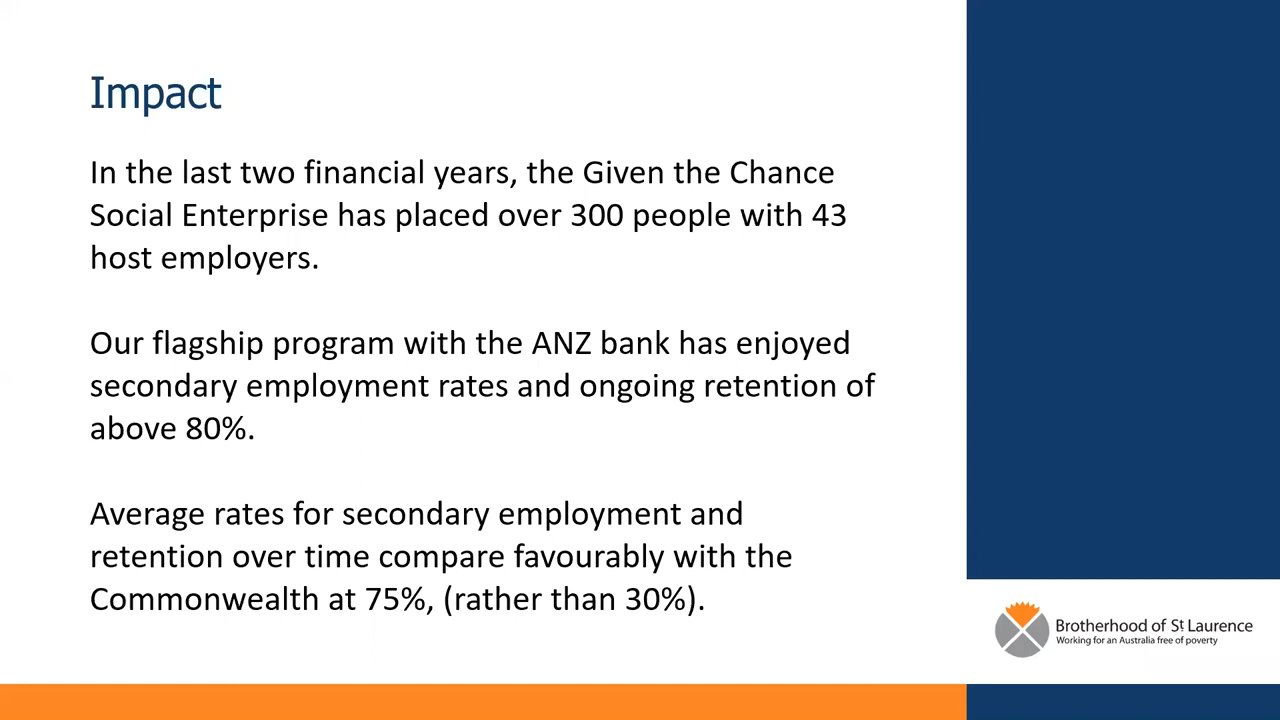 Impact
In the last two financial years, the Given the Chance
Social Enterprise has placed over 300 people with 43
host employers.
Our flagship program with the ANZ bank has enjoyed
secondary employment rates and ongoing retention of
above 80%.
Average rates for secondary employment and
retention over time compare favourably with the
Commonwealth at 75%, (rather than 30%).
Brotherhood of St Laurence
Working for an Australia free of poverty